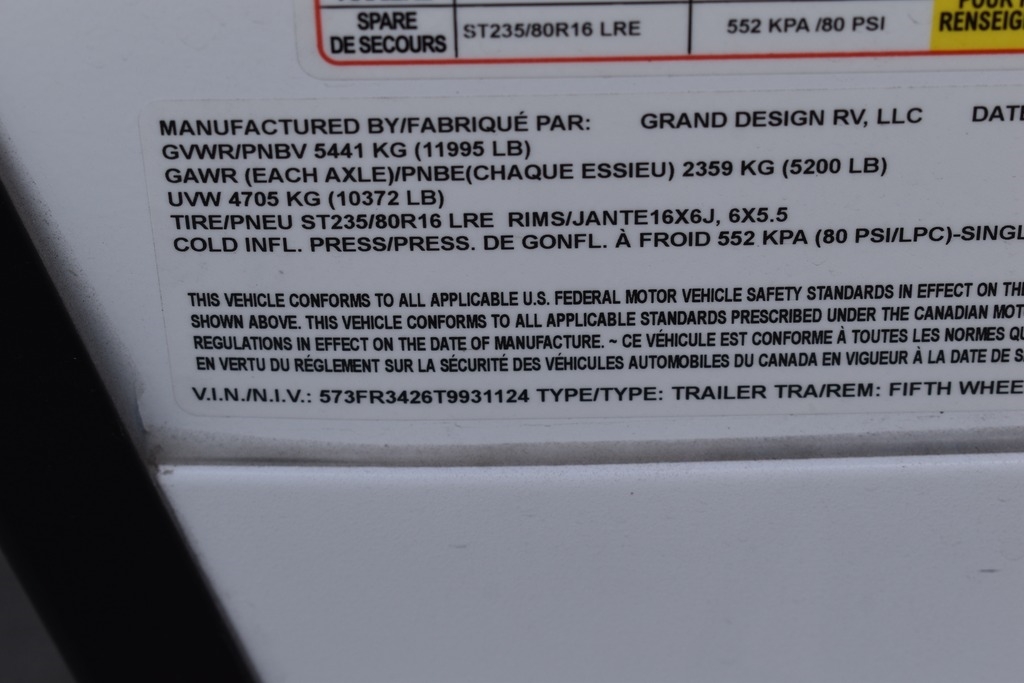 SPARE ST235/80R16 LRE 552 KPA /80 PSI
DE SECOURS
MANUFACTURED BY/FABRIQUÉ PAR: GRAND DESIGN RV, LLC DATE
GVWR/PNBV 5441 KG (11995 LB)
GAWR (EACH AXLE)/PNBE(CHAQUE ESSIEU) 2359 KG (5200 LB)
UVW 4705 KG (10372 LB)
TIRE/PNEU ST235/80R16 LRE RIMS/JANTE16X6J, 6X5.5
COLD INFL. PRESS/PRESS. DE GONFL. À FROID 552 KPA (80 PSI/LPC)-SINGL
THIS VEHICLE CONFORMS TO ALL APPLICABLE U.S. FEDERAL MOTOR VEHICLE SAFETY STANDARDS IN EFFECT ON THE
SHOWN ABOVE. THIS VEHICLE CONFORMS TO ALL APPLICABLE STANDARDS PRESCRIBED UNDER THE CANADIAN MOT
REGULATIONS IN EFFECT ON THE DATE OF MANUFACTURE. ~ CE VÉHICULE EST CONFORME À TOUTES LES NORMES QU
EN VERTU DU RÉGLEMENT SUR LA SÉCURITÉ DES VÉHICULES AUTOMOBILES DU CANADA EN VIGUEUR À LA DATE DE S
V.I.N./N.I.V.: 573FR3426T9931124 TYPE/TYPE: TRAILER TRA/REM: FIFTH WHEE